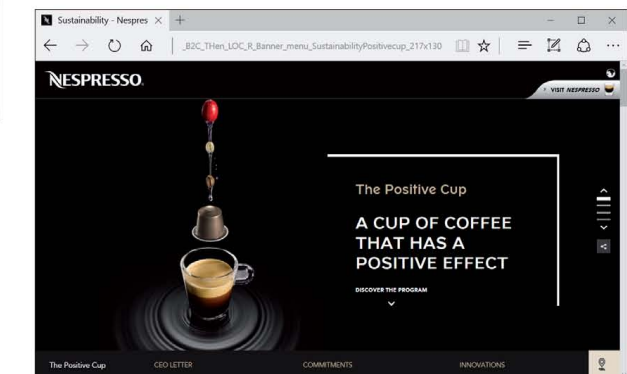 Sustainability - Nespres
_B2C_THen_LOC_R_Banner_menu_SustainabilityPositivecup_217x130
NESPRESSO.
VISIT NESPRESSO
The Positive Cup
A CUP OF COFFEE
THAT HAS A
POSITIVE EFFECT
DISCOVER THE PROGRAM
The Positive Cup CEO LETTER COMMITMENTS INNOVATIONS